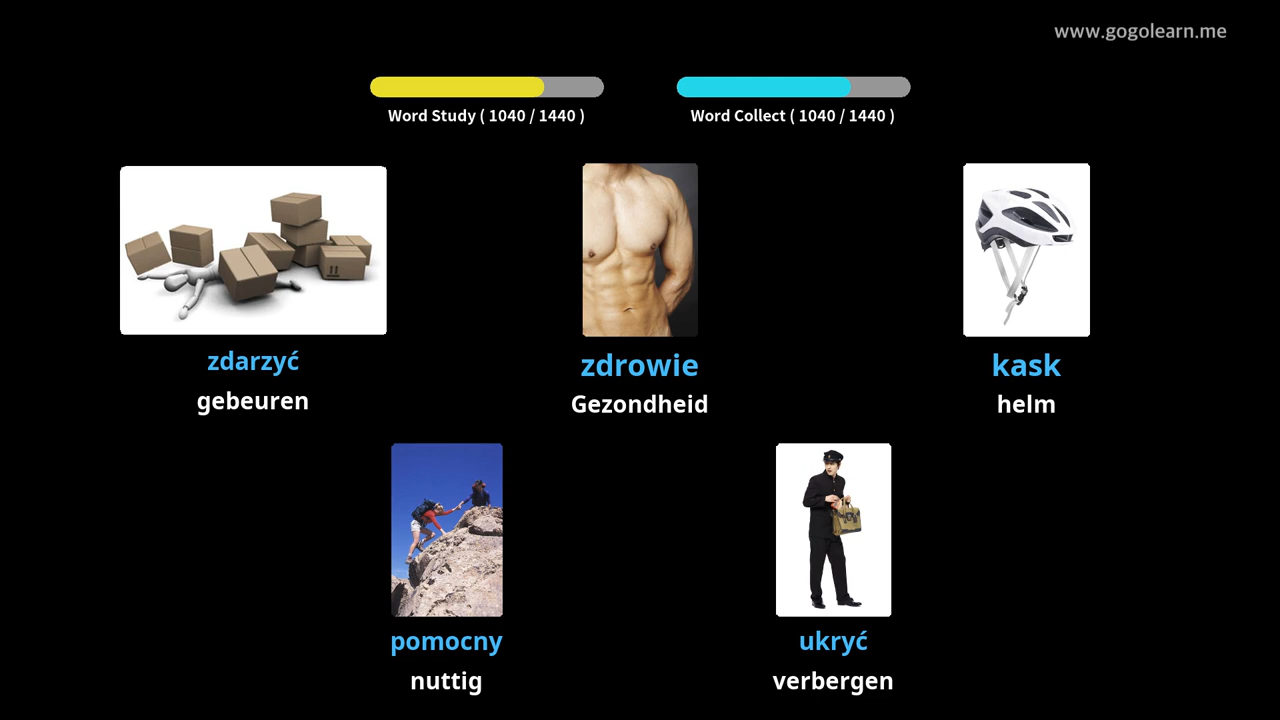 www.gogolearn.me
Word Study ( 1040 / 1440 )
Word Collect ( 1040 / 1440 )
zdarzyć
gebeuren
zdrowie
Gezondheid
kask
helm
pomocny
nuttig
ukryć
verbergen